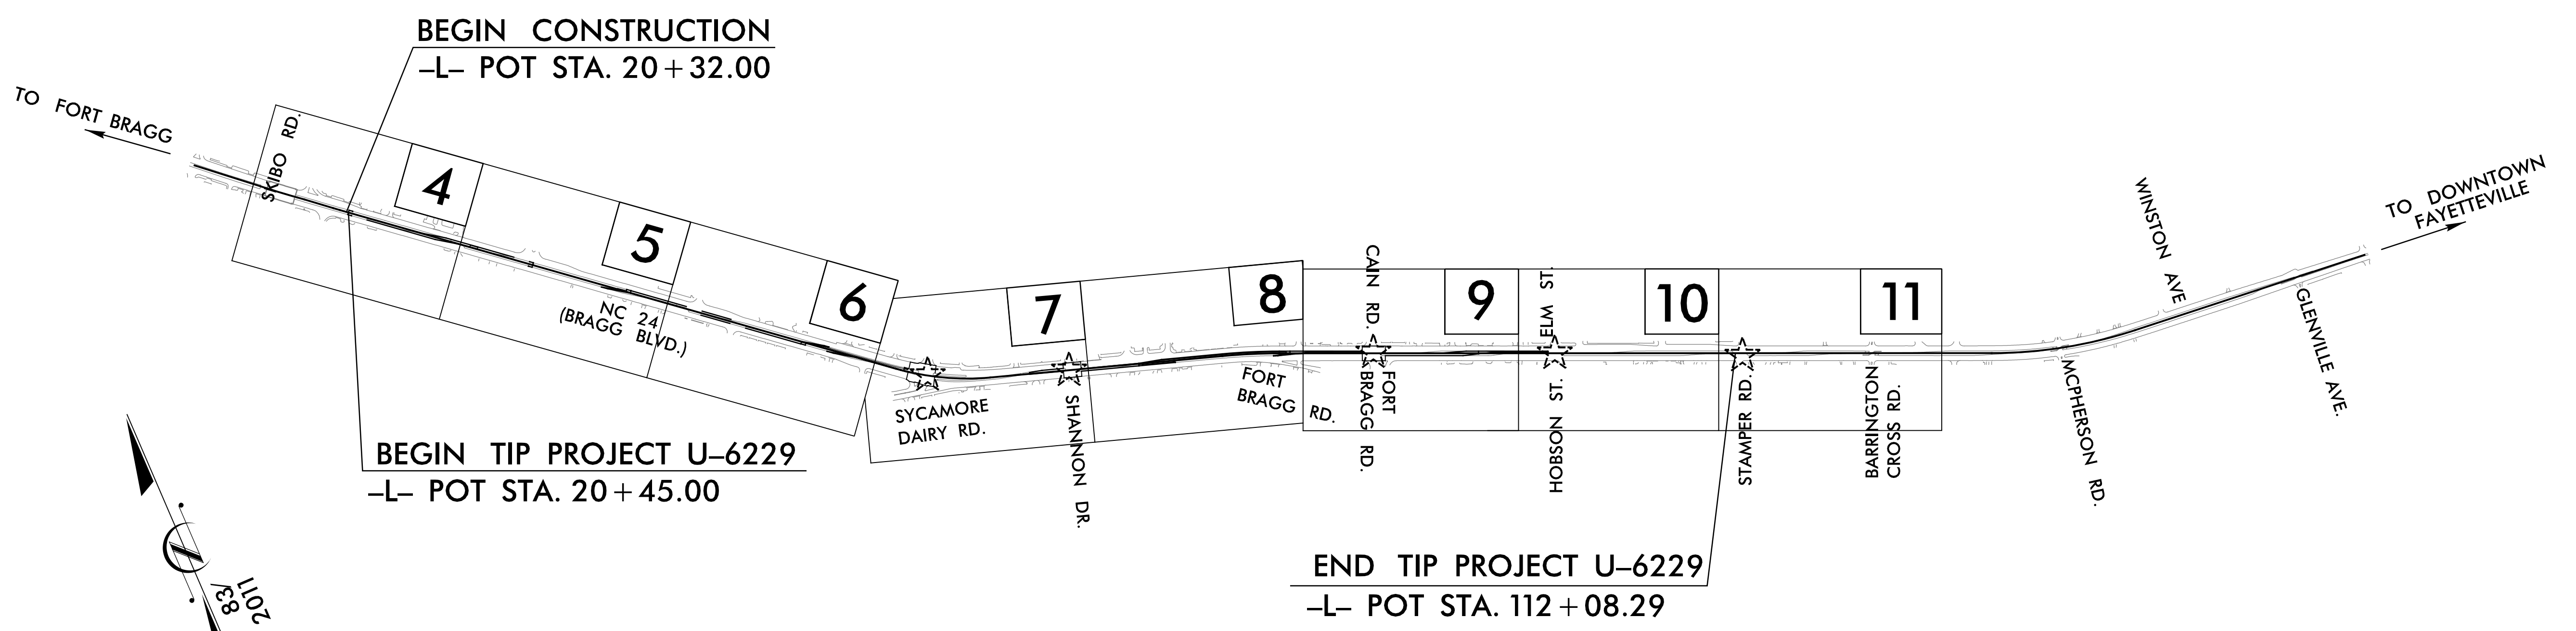 BEGIN CONSTRUCTION
–L– POT STA. 20+32.00
TO FORT BRAGG
SKIBO RD.
4
5
6
7
8
9
10
11
NC 24
(BRAGG BLVD.)
SYCAMORE
DAIRY RD.
SHANNON DR.
FORT
BRAGG RD.
CAIN RD.
FORT
BRAGG RD.
ELM ST.
HOBSON ST.
STAMPER RD.
BARRINGTON
CROSS RD.
MCPHERSON RD.
WINSTON AVE
GLENVILLE AVE.
TO DOWNTOWN
FAYETTEVILLE
BEGIN TIP PROJECT U–6229
–L– POT STA. 20+45.00
END TIP PROJECT U–6229
–L– POT STA. 112+08.29
83/
2011